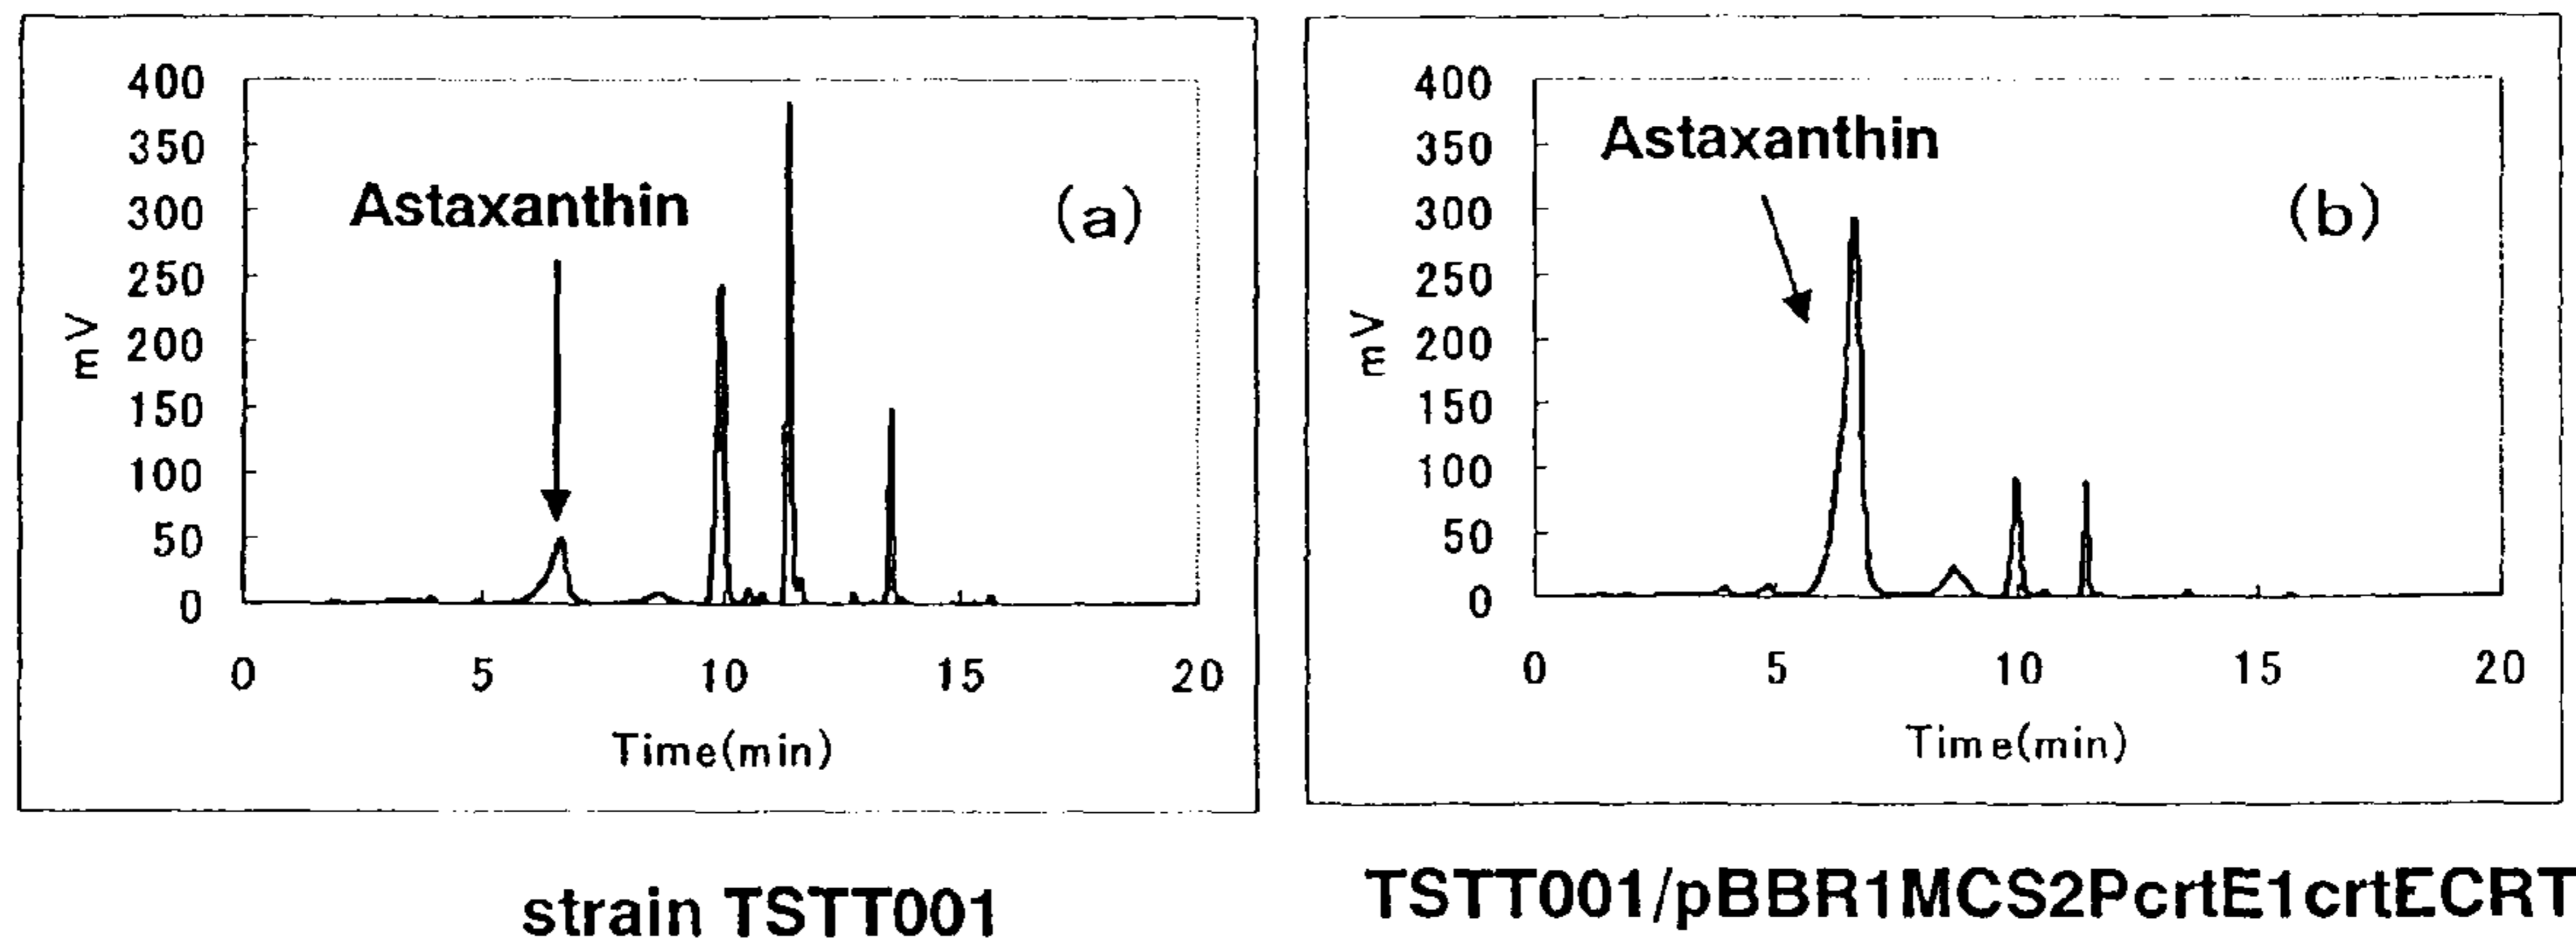 400
350
300
250
200
150
100
50
0
mV
Astaxanthin
(a)
0 5 10 15 20
Time(min)
strain TSTT001
400
350
300
250
200
150
100
50
0
mV
Astaxanthin
(b)
0 5 10 15 20
Time(min)
TSTT001/pBBR1MCS2PcrtE1crtECRT